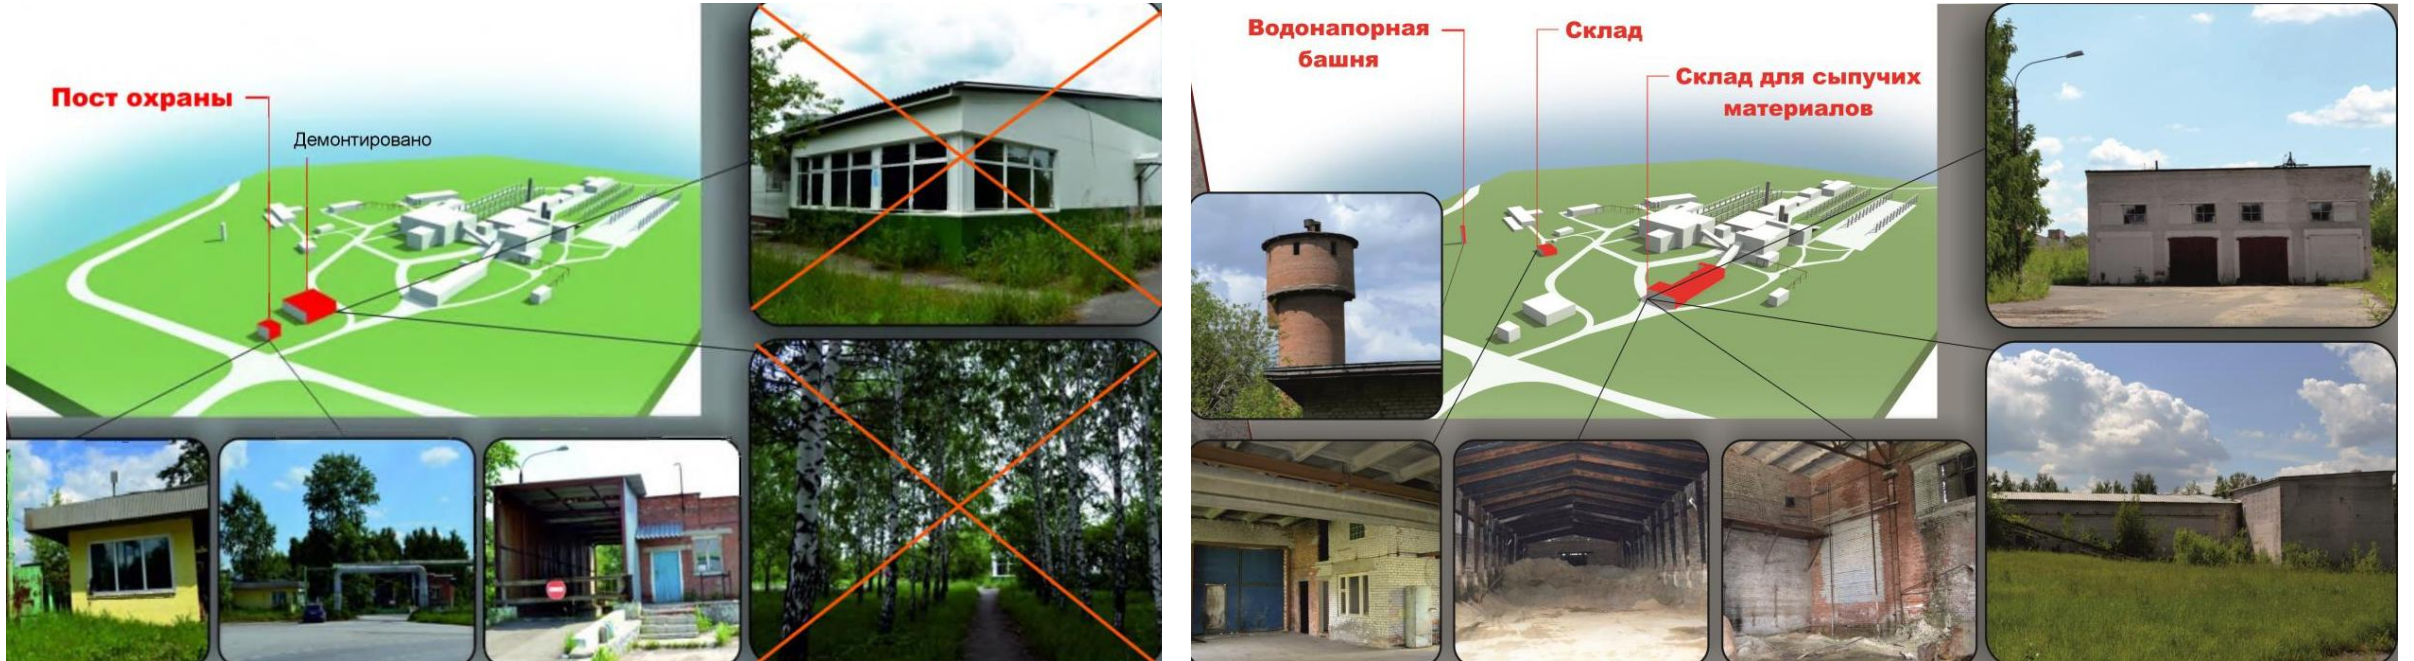 Пост охраны
Демонтировано
Водонапорная
башня
Склад
Склад для сыпучих
материалов